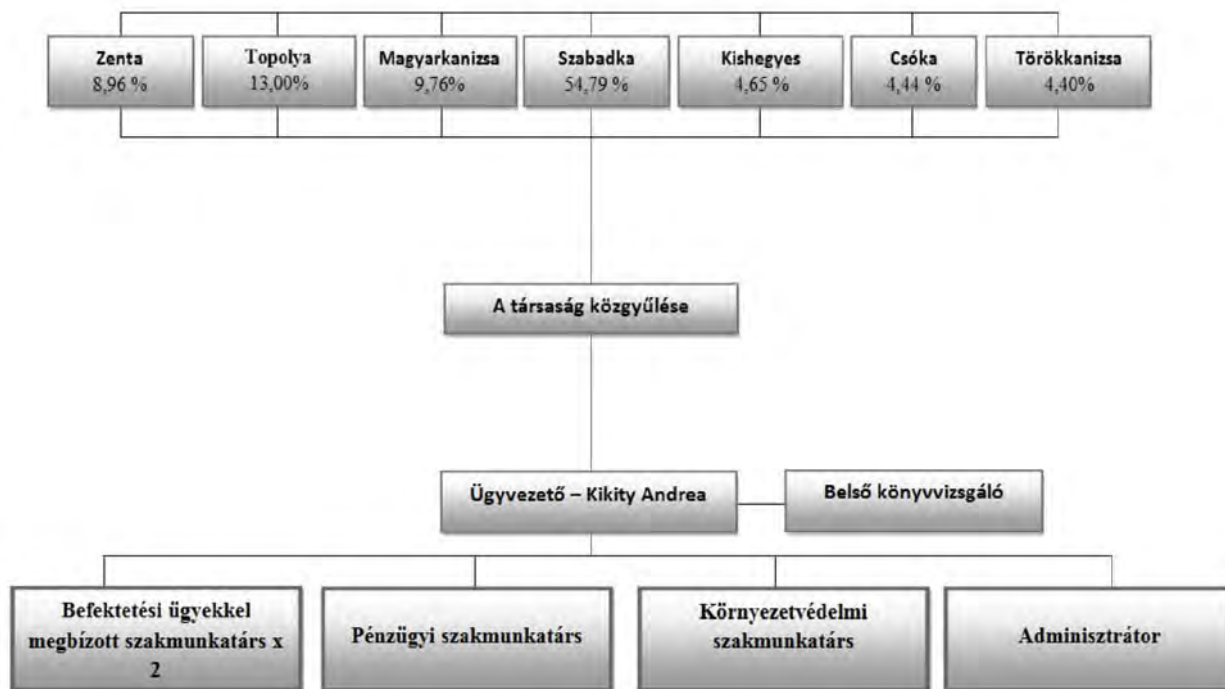 Zenta
8,96 %
Topolya
13,00%
Magyarkanizsa
9,76%
Szabadka
54,79 %
Kishegyes
4,65 %
Csóka
4,44 %
Törökkanizsa
4,40%
A társaság közgyűlése
Ügyvezető – Kikity Andrea
Belső könyvvizsgáló
Befektetési ügyekkel
megbízott szakmunkatárs x
2
Pénzügyi szakmunkatárs
Környezetvédelmi
szakmunkatárs
Adminisztrátor